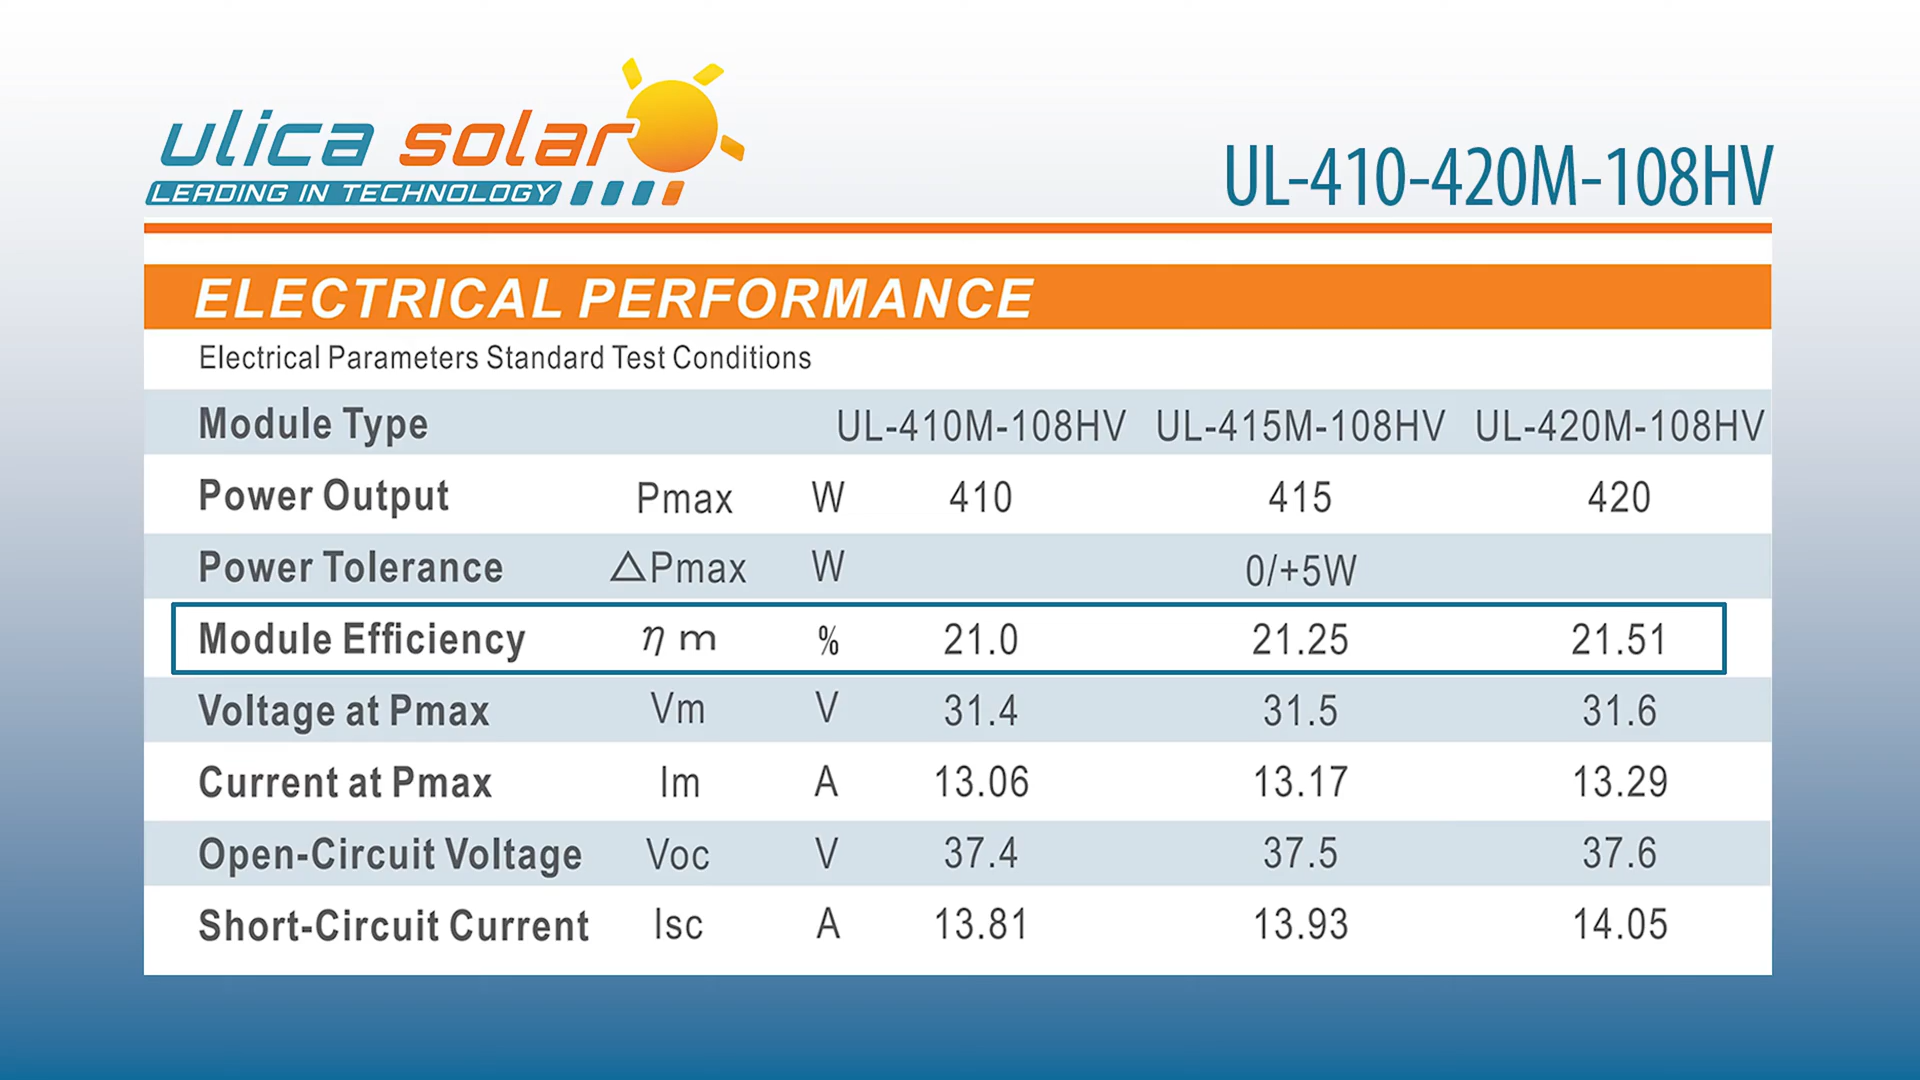 ulica solar
LEADING IN TECHNOLOGY
UL-410-420M-108HV
ELECTRICAL PERFORMANCE
Electrical Parameters Standard Test Conditions
Module Type UL-410M-108HV UL-415M-108HV UL-420M-108HV
Power Output Pmax W 410 415 420
Power Tolerance △Pmax W 0/+5W
Module Efficiency η m % 21.0 21.25 21.51
Voltage at Pmax Vm V 31.4 31.5 31.6
Current at Pmax Im A 13.06 13.17 13.29
Open-Circuit Voltage Voc V 37.4 37.5 37.6
Short-Circuit Current Isc A 13.81 13.93 14.05